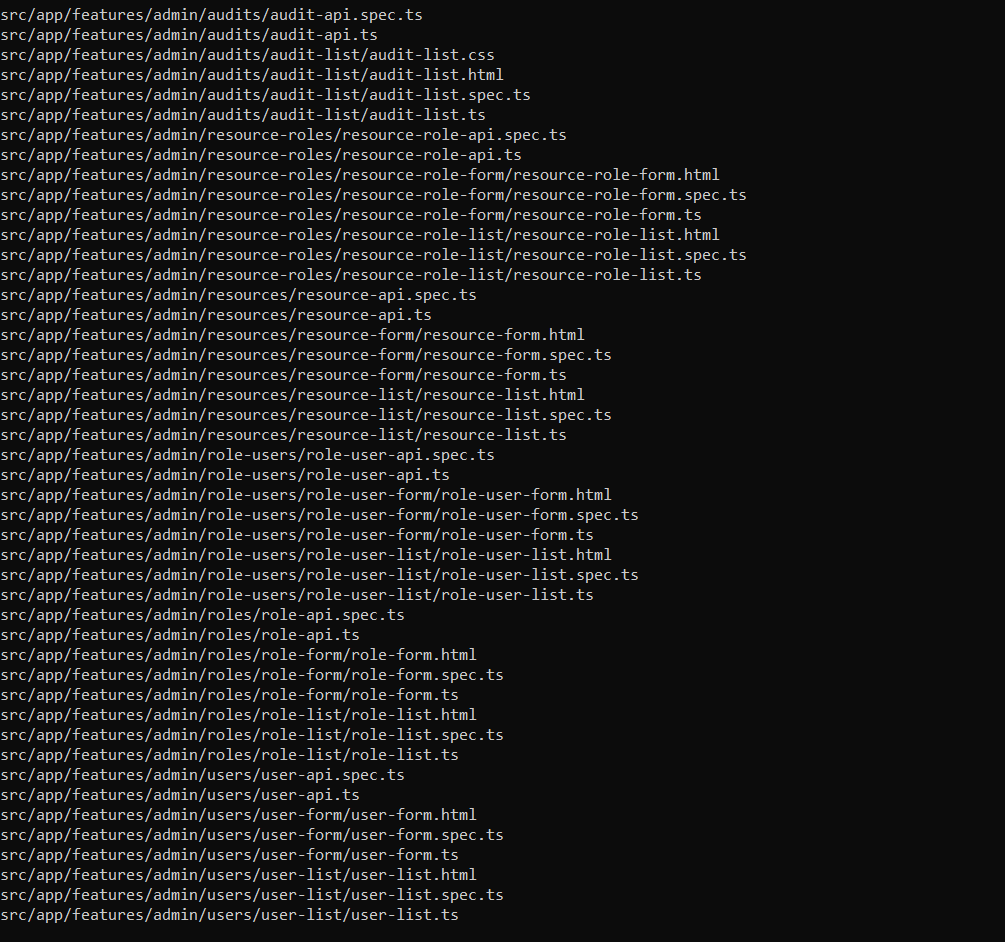 src/app/features/admin/audits/audit-api.spec.ts
src/app/features/admin/audits/audit-api.ts
src/app/features/admin/audits/audit-list/audit-list.css
src/app/features/admin/audits/audit-list/audit-list.html
src/app/features/admin/audits/audit-list/audit-list.spec.ts
src/app/features/admin/audits/audit-list/audit-list.ts
src/app/features/admin/resource-roles/resource-role-api.spec.ts
src/app/features/admin/resource-roles/resource-role-api.ts
src/app/features/admin/resource-roles/resource-role-form/resource-role-form.html
src/app/features/admin/resource-roles/resource-role-form/resource-role-form.spec.ts
src/app/features/admin/resource-roles/resource-role-form/resource-role-form.ts
src/app/features/admin/resource-roles/resource-role-list/resource-role-list.html
src/app/features/admin/resource-roles/resource-role-list/resource-role-list.spec.ts
src/app/features/admin/resource-roles/resource-role-list/resource-role-list.ts
src/app/features/admin/resources/resource-api.spec.ts
src/app/features/admin/resources/resource-api.ts
src/app/features/admin/resources/resource-form/resource-form.html
src/app/features/admin/resources/resource-form/resource-form.spec.ts
src/app/features/admin/resources/resource-form/resource-form.ts
src/app/features/admin/resources/resource-list/resource-list.html
src/app/features/admin/resources/resource-list/resource-list.spec.ts
src/app/features/admin/resources/resource-list/resource-list.ts
src/app/features/admin/role-users/role-user-api.spec.ts
src/app/features/admin/role-users/role-user-api.ts
src/app/features/admin/role-users/role-user-form/role-user-form.html
src/app/features/admin/role-users/role-user-form/role-user-form.spec.ts
src/app/features/admin/role-users/role-user-form/role-user-form.ts
src/app/features/admin/role-users/role-user-list/role-user-list.html
src/app/features/admin/role-users/role-user-list/role-user-list.spec.ts
src/app/features/admin/role-users/role-user-list/role-user-list.ts
src/app/features/admin/roles/role-api.spec.ts
src/app/features/admin/roles/role-api.ts
src/app/features/admin/roles/role-form/role-form.html
src/app/features/admin/roles/role-form/role-form.spec.ts
src/app/features/admin/roles/role-form/role-form.ts
src/app/features/admin/roles/role-list/role-list.html
src/app/features/admin/roles/role-list/role-list.spec.ts
src/app/features/admin/roles/role-list/role-list.ts
src/app/features/admin/users/user-api.spec.ts
src/app/features/admin/users/user-api.ts
src/app/features/admin/users/user-form/user-form.html
src/app/features/admin/users/user-form/user-form.spec.ts
src/app/features/admin/users/user-form/user-form.ts
src/app/features/admin/users/user-list/user-list.html
src/app/features/admin/users/user-list/user-list.spec.ts
src/app/features/admin/users/user-list/user-list.ts